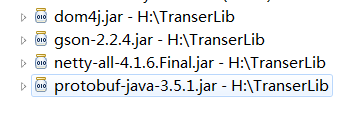 dom4j.jar - H:\TranserLib
gson-2.2.4.jar - H:\TranserLib
netty-all-4.1.6.Final.jar - H:\TranserLib
protobuf-java-3.5.1.jar - H:\TranserLib